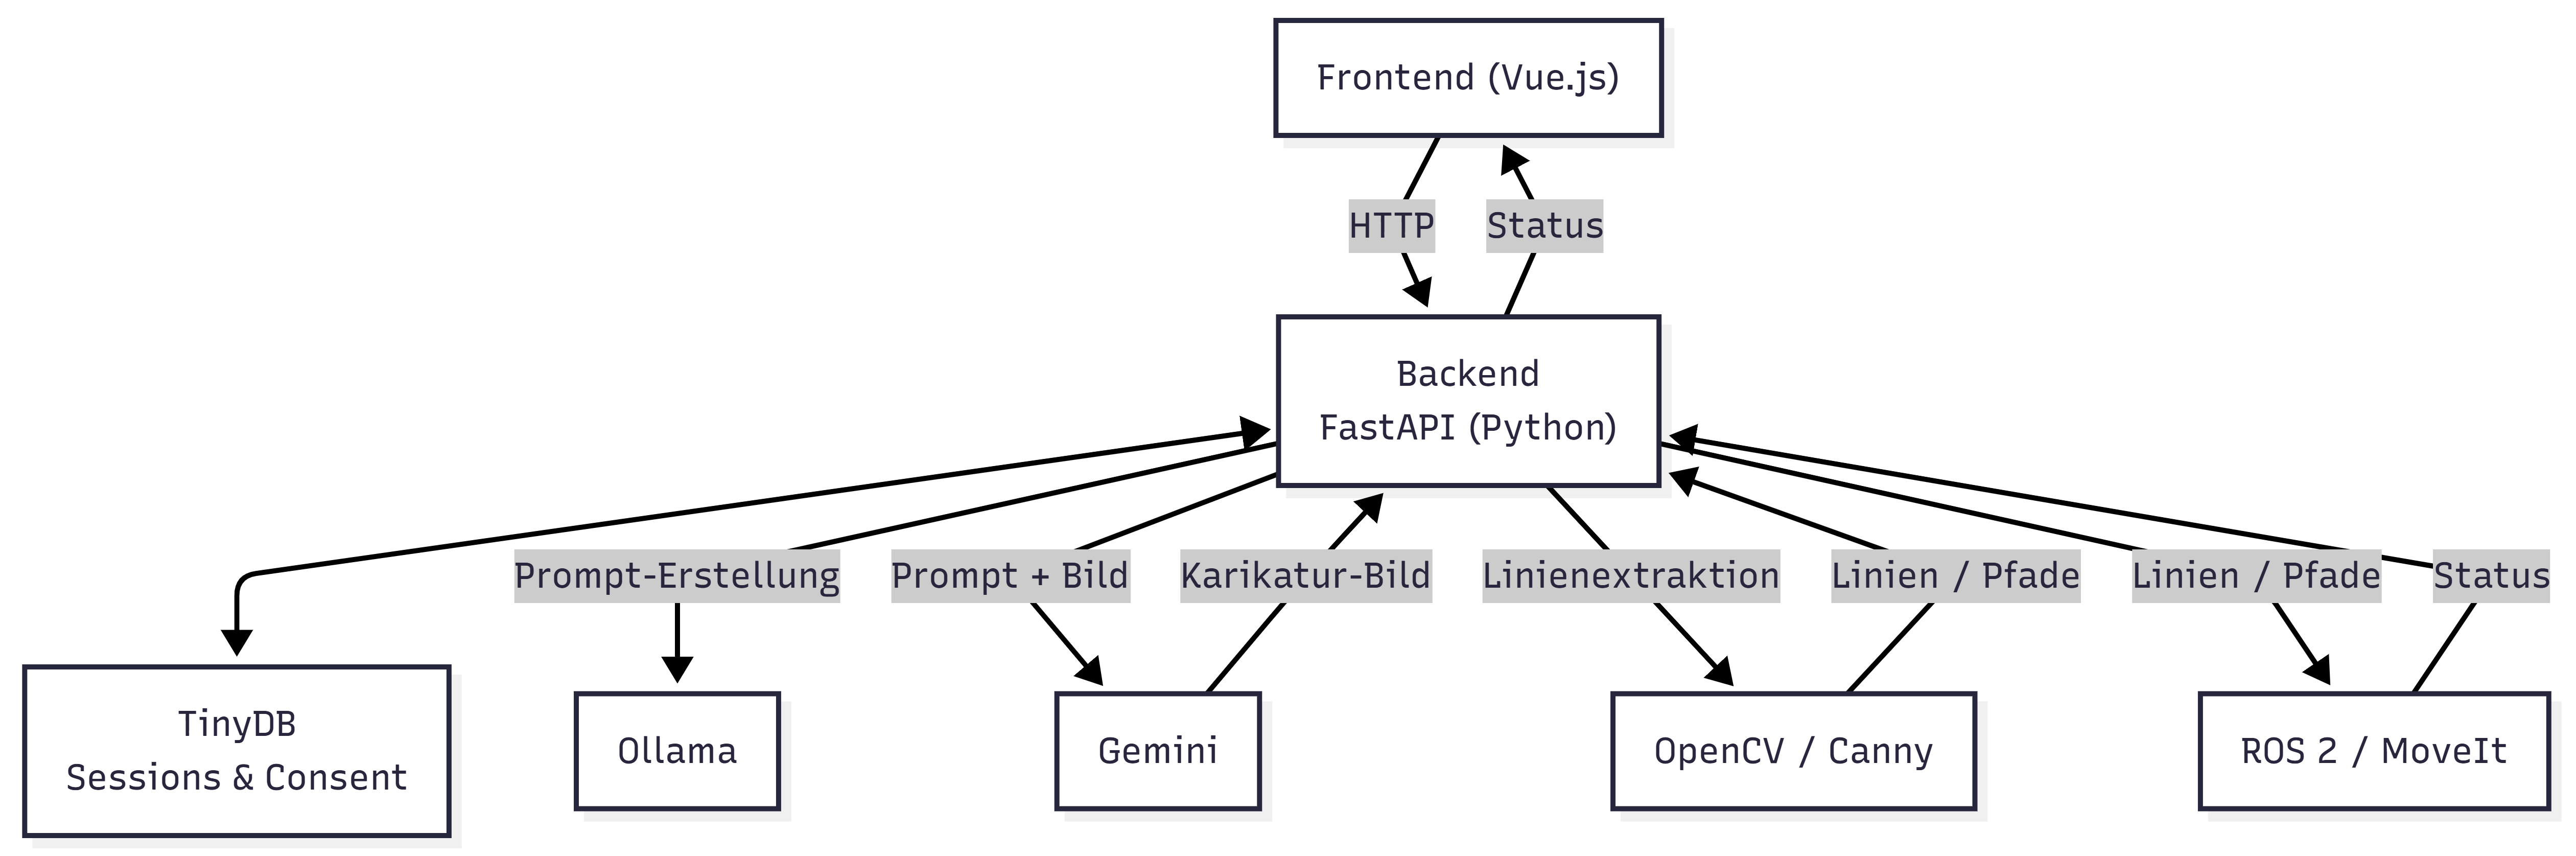 Frontend (Vue.js)
HTTP
Status
Backend
FastAPI (Python)
Prompt-Erstellung
Prompt + Bild
Karikatur-Bild
Linienextraktion
Linien / Pfade
Linien / Pfade
Status
TinyDB
Sessions & Consent
Ollama
Gemini
OpenCV / Canny
ROS 2 / MoveIt